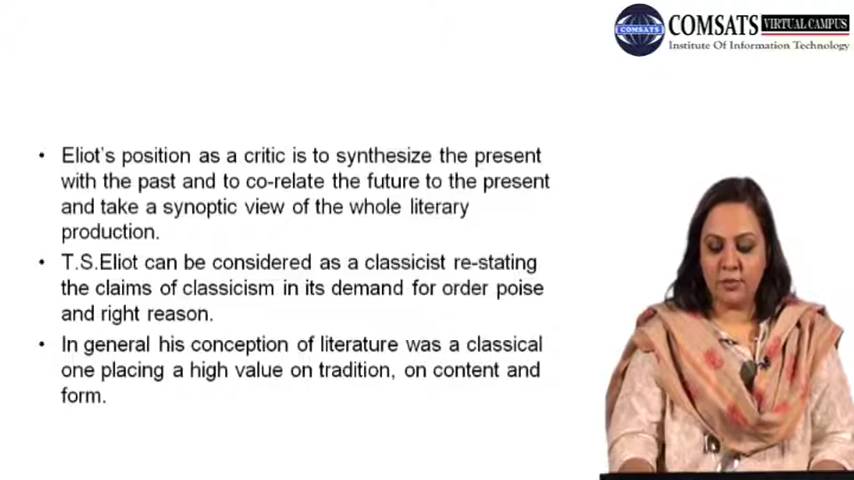 COMSATS
COMSATS VIRTUAL CAMPUS
Institute Of Information Technology
• Eliot's position as a critic is to synthesize the present
with the past and to co-relate the future to the present
and take a synoptic view of the whole literary
production.
• T.S.Eliot can be considered as a classicist re-stating
the claims of classicism in its demand for order poise
and right reason.
• In general his conception of literature was a classical
one placing a high value on tradition, on content and
form.